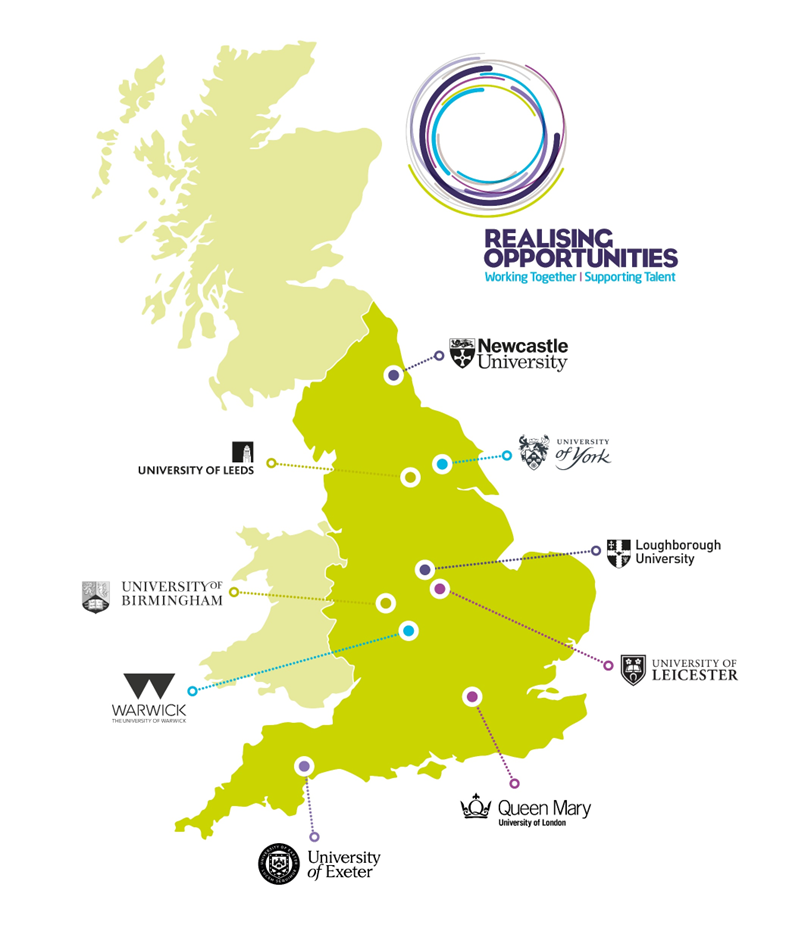 REALISING
OPPORTUNITIES
Working Together | Supporting Talent
Newcastle
University
UNIVERSITY
of York
UNIVERSITY OF LEEDS
Loughborough
University
UNIVERSITY OF
BIRMINGHAM
UNIVERSITY OF
LEICESTER
WARWICK
THE UNIVERSITY OF WARWICK
Queen Mary
University of London
University
of Exeter